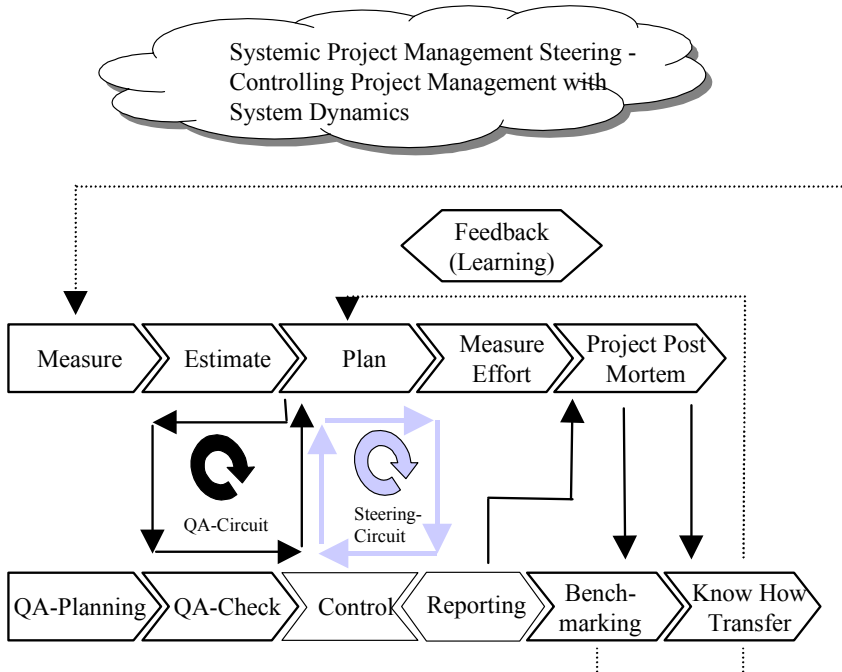 Systemic Project Management Steering -
Controlling Project Management with
System Dynamics
Feedback
(Learning)
Measure
Estimate
Plan
Measure
Effort
Project Post
Mortem
QA-Circuit
Steering-
Circuit
QA-Planning
QA-Check
Control
Reporting
Bench-
marking
Know How
Transfer